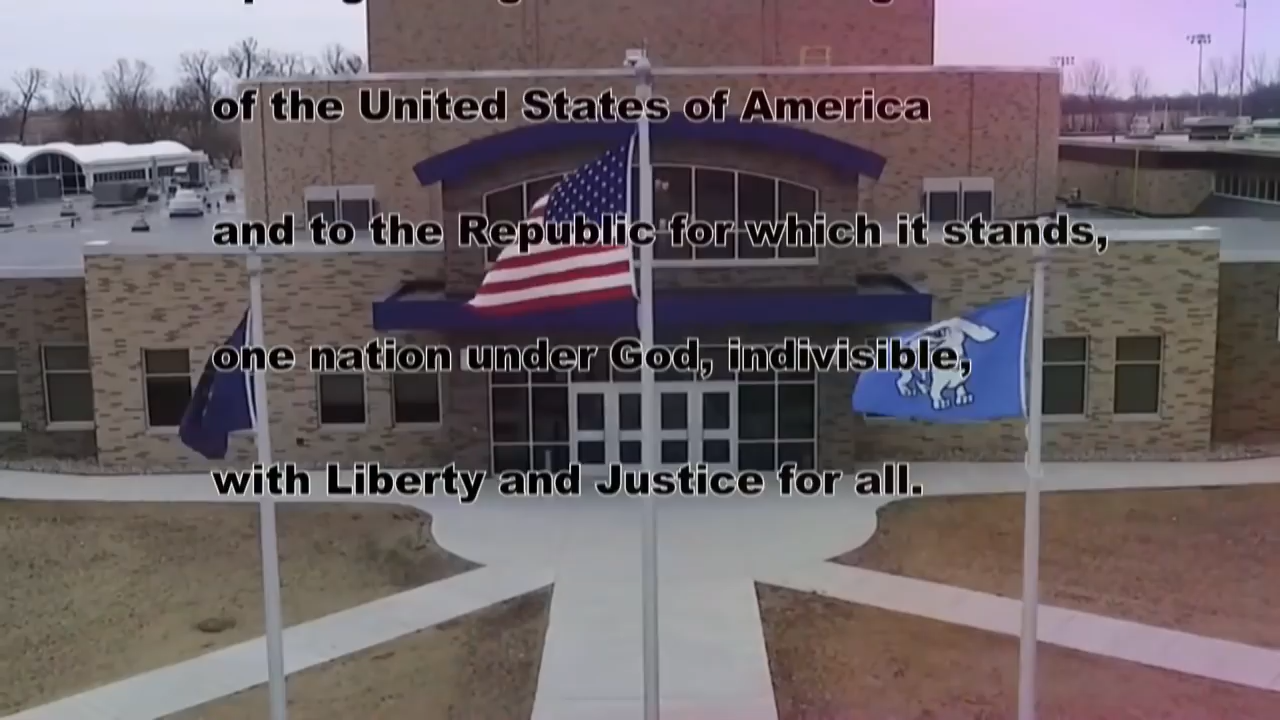 of the United States of America
and to the Republic for which it stands,
one nation under God, indivisible,
with Liberty and Justice for all.